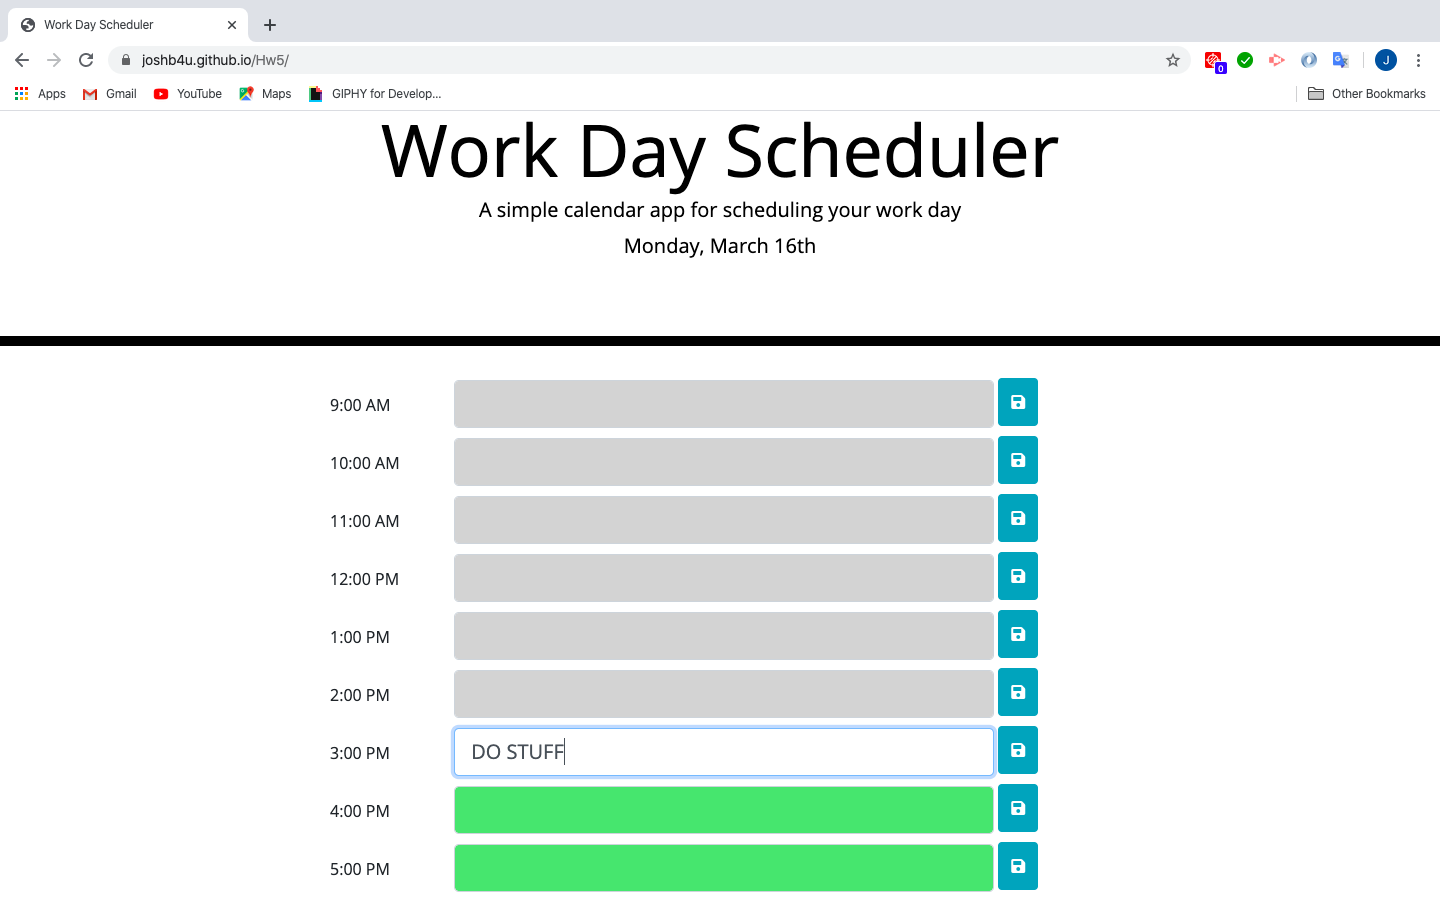 Work Day Scheduler
joshb4u.github.io/Hw5/
0
J
Apps Gmail YouTube Maps GIPHY for Develop... Other Bookmarks
Work Day Scheduler
A simple calendar app for scheduling your work day
Monday, March 16th
9:00 AM
10:00 AM
11:00 AM
12:00 PM
1:00 PM
2:00 PM
3:00 PM DO STUFF
4:00 PM
5:00 PM